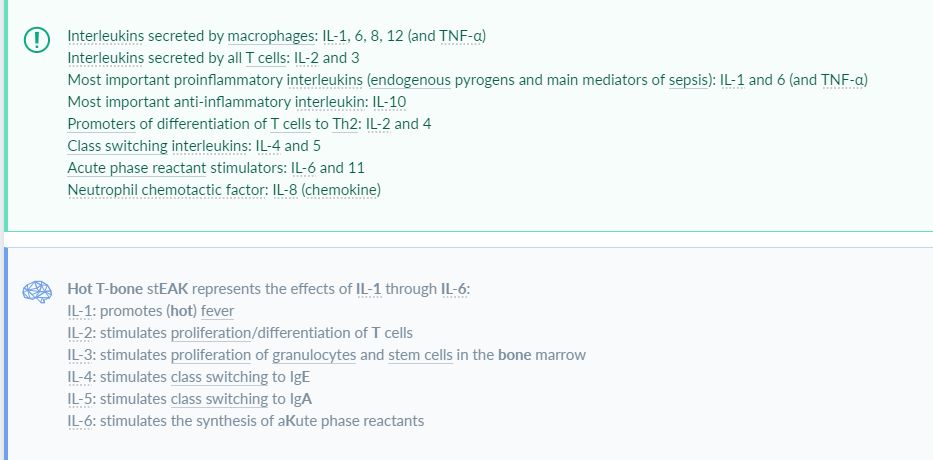 Interleukins secreted by macrophages: IL-1, 6, 8, 12 (and TNF-α)
Interleukins secreted by all T cells: IL-2 and 3
Most important proinflammatory interleukins (endogenous pyrogens and main mediators of sepsis): IL-1 and 6 (and TNF-α)
Most important anti-inflammatory interleukin: IL-10
Promoters of differentiation of T cells to Th2: IL-2 and 4
Class switching interleukins: IL-4 and 5
Acute phase reactant stimulators: IL-6 and 11
Neutrophil chemotactic factor: IL-8 (chemokine)
Hot T-bone stEAK represents the effects of IL-1 through IL-6:
IL-1: promotes (hot) fever
IL-2: stimulates proliferation/differentiation of T cells
IL-3: stimulates proliferation of granulocytes and stem cells in the bone marrow
IL-4: stimulates class switching to IgE
IL-5: stimulates class switching to IgA
IL-6: stimulates the synthesis of aKute phase reactants